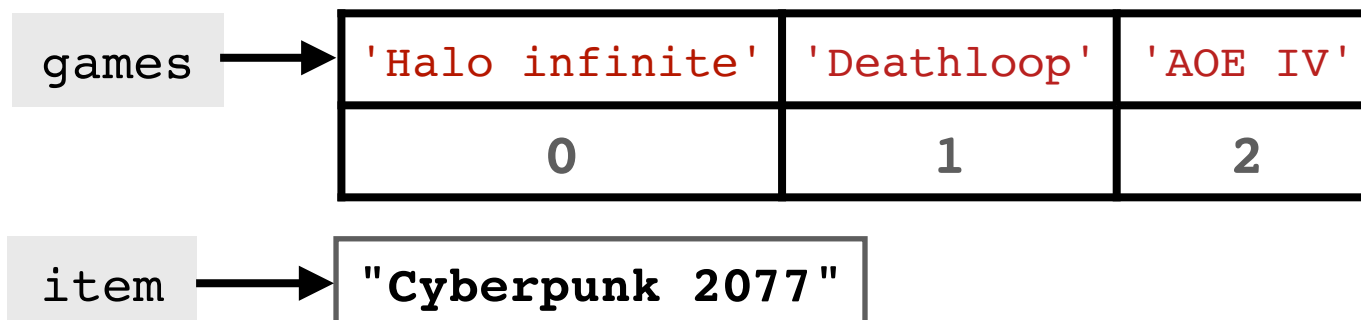 games 'Halo infinite' 'Deathloop' 'AOE IV'
0 1 2
item "Cyberpunk 2077"